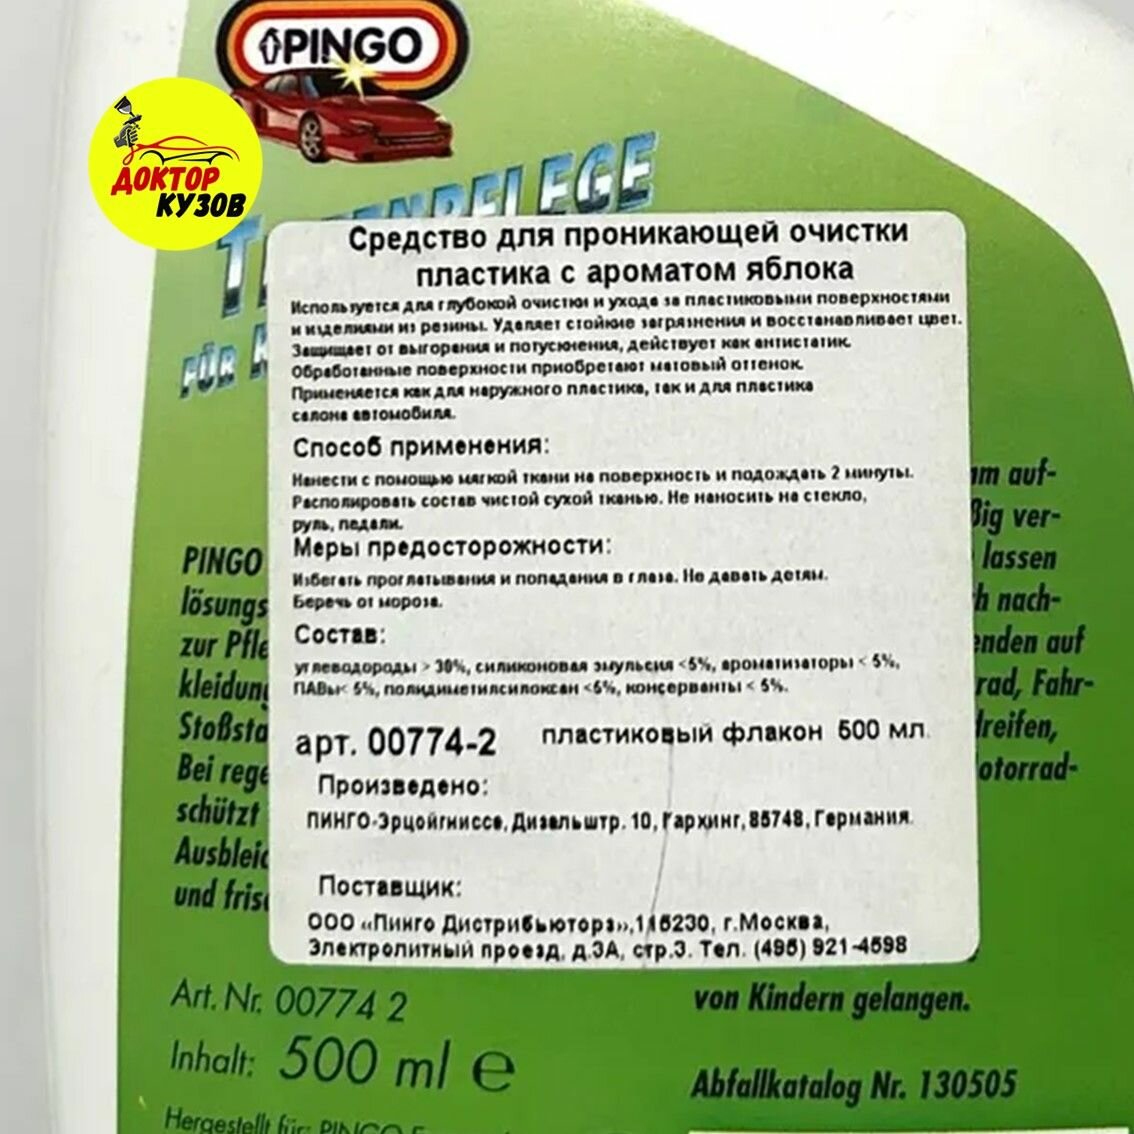 PINGO
ДОКТОР
КУЗОВ
PFLEGE
FÜR
Средство для проникающей очистки
пластика с ароматом яблока
Используется для глубокой очистки и ухода за пластиковыми поверхностями
и изделиями из резины. Удаляет стойкие загрязнения и восстанавливает цвет.
Защищает от выгорания и потускнения, действует как антистатик.
Обработанные поверхности приобретают матовый оттенок.
Применяется как для наружного пластика, так и для пластика
салона автомобиля.
Способ применения:
Нанести с помощью мягкой ткани на поверхность и подождать 2 минуты.
Располировать состав чистой сухой тканью. Не наносить на стекло,
руль, педали.
Меры предосторожности:
Избегать проглатывания и попадания в глаза. Не давать детям.
Беречь от мороза.
Состав:
углеводороды > 30%, силиконовая эмульсия <5%, ароматизаторы < 5%,
ПАВы< 5%, полидиметилсилоксан <5%, консерванты < 5%.
арт. 00774-2 пластиковый флакон 500 мл.
Произведено:
ПИНГО-Эрцойгниссе, Дизельштр. 10, Гархинг, 85748, Германия.
Поставщик:
ООО «Пинго Дистрибьютора»,115230, г.Москва,
Электролитный проезд, д.3А, стр.3. Тел. (495) 921-4598
PINGO
lösungs
zur Pfle
kleidun
Stoßsta
Bei rege
schützt
Ausbleic
und fris
m auf-
ßig ver-
lassen
h nach-
enden auf
rad, Fahr-
reifen,
otorrad-
Art. Nr. 00774 2
Inhalt: 500 ml e
Hergestellt für: PINGO E
von Kindern gelangen.
Abfallkatalog Nr. 130505